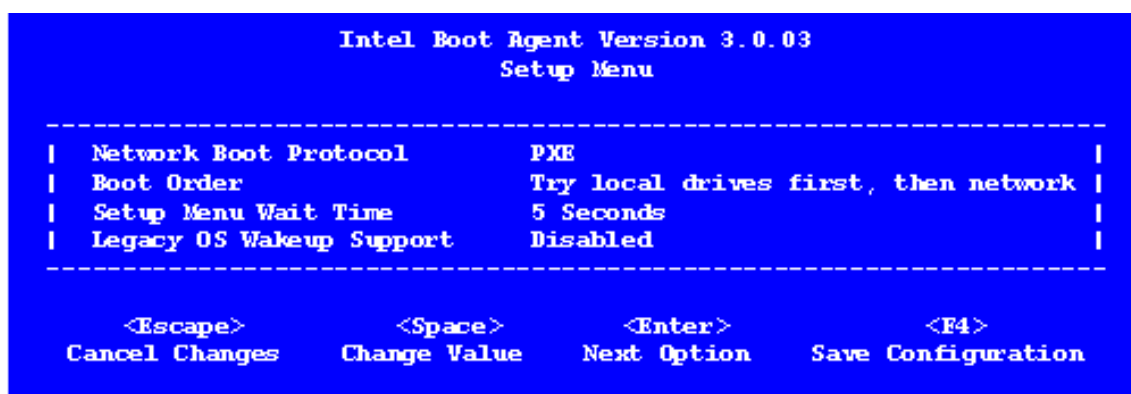 Intel Boot Agent Version 3.0.03
Setup Menu
Network Boot Protocol PXE
Boot Order Try local drives first, then network
Setup Menu Wait Time 5 Seconds
Legacy OS Wakeup Support Disabled
<Escape> <Space> <Enter> <F4>
Cancel Changes Change Value Next Option Save Configuration